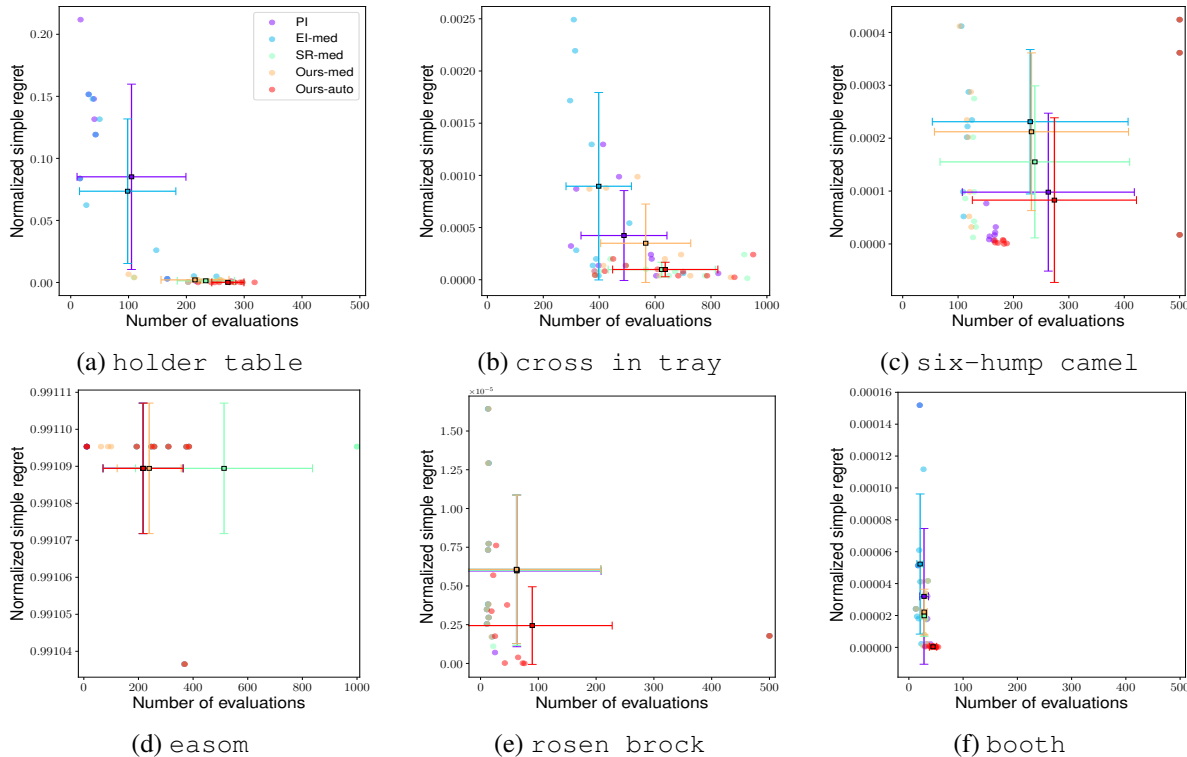 Normalized simple regret
0.20
0.15
0.10
0.05
0.00
0 100 200 300 400 500
Number of evaluations
PI
EI-med
SR-med
Ours-med
Ours-auto
(a) holder table
Normalized simple regret
0.0025
0.0020
0.0015
0.0010
0.0005
0.0000
0 200 400 600 800 1000
Number of evaluations
(b) cross in tray
Normalized simple regret
0.0004
0.0003
0.0002
0.0001
0.0000
0 100 200 300 400 500
Number of evaluations
(c) six-hump camel
Normalized simple regret
0.99111
0.99110
0.99109
0.99108
0.99107
0.99106
0.99105
0.99104
0 200 400 600 800 1000
Number of evaluations
(d) easom
Normalized simple regret
×10⁻⁵
1.50
1.25
1.00
0.75
0.50
0.25
0.00
0 100 200 300 400 500
Number of evaluations
(e) rosen brock
Normalized simple regret
0.00016
0.00014
0.00012
0.00010
0.00008
0.00006
0.00004
0.00002
0.00000
0 100 200 300 400 500
Number of evaluations
(f) booth